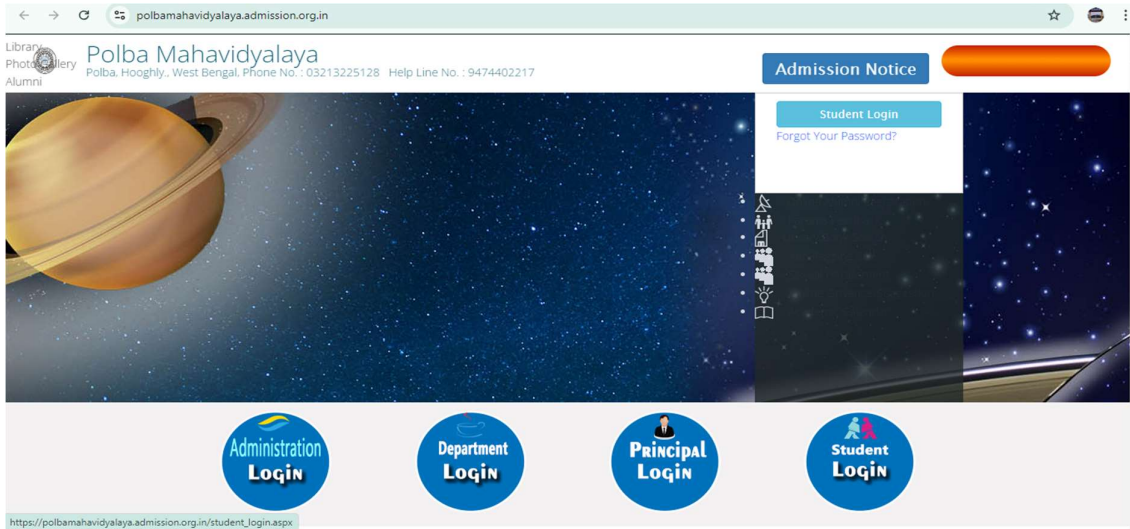 polbamahavidyalaya.admission.org.in
Library
Photo Gallery
Alumni
Polba Mahavidyalaya
Polba, Hooghly., West Bengal, Phone No. : 03213225128 Help Line No. : 9474402217
Admission Notice
Student Login
Forgot Your Password?
Administration
Login
Department
Login
Principal
Login
Student
Login
https://polbamahavidyalaya.admission.org.in/student_login.aspx